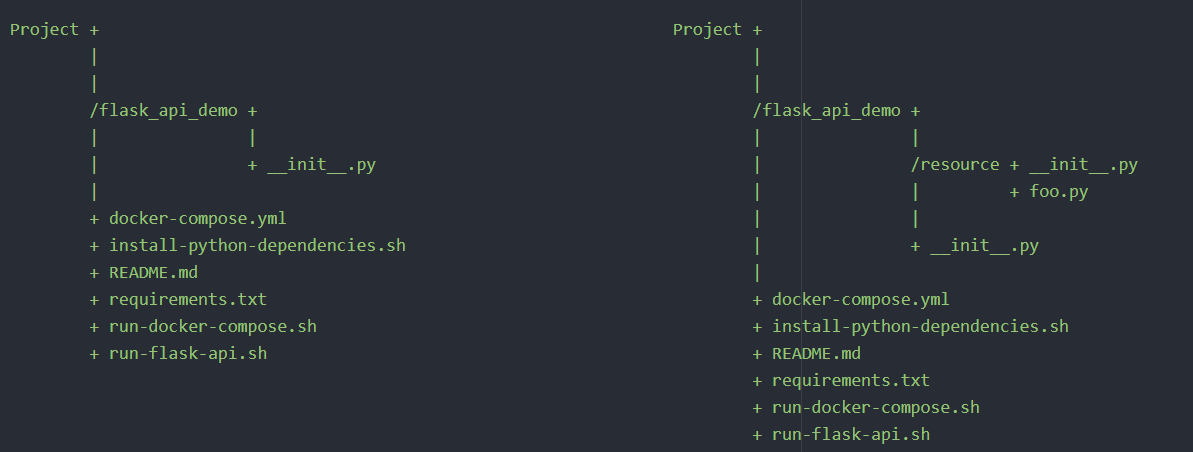 Project +
        |
        |
        /flask_api_demo +
        |               |
        |               + __init__.py
        |
        + docker-compose.yml
        + install-python-dependencies.sh
        + README.md
        + requirements.txt
        + run-docker-compose.sh
        + run-flask-api.sh
Project +
        |
        |
        /flask_api_demo +
        |               |
        |               /resource + __init__.py
        |               |         + foo.py
        |               |
        |               + __init__.py
        |
        + docker-compose.yml
        + install-python-dependencies.sh
        + README.md
        + requirements.txt
        + run-docker-compose.sh
        + run-flask-api.sh